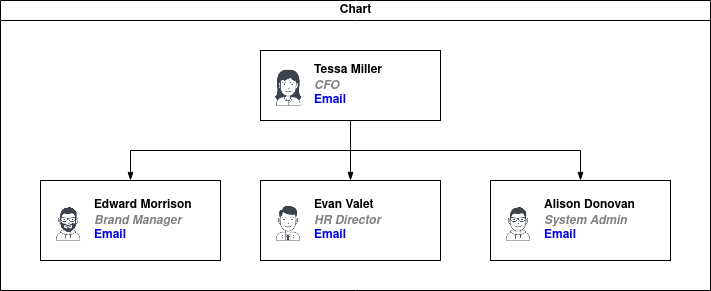 Chart
Tessa Miller
CFO
Email
Edward Morrison
Brand Manager
Email
Evan Valet
HR Director
Email
Alison Donovan
System Admin
Email